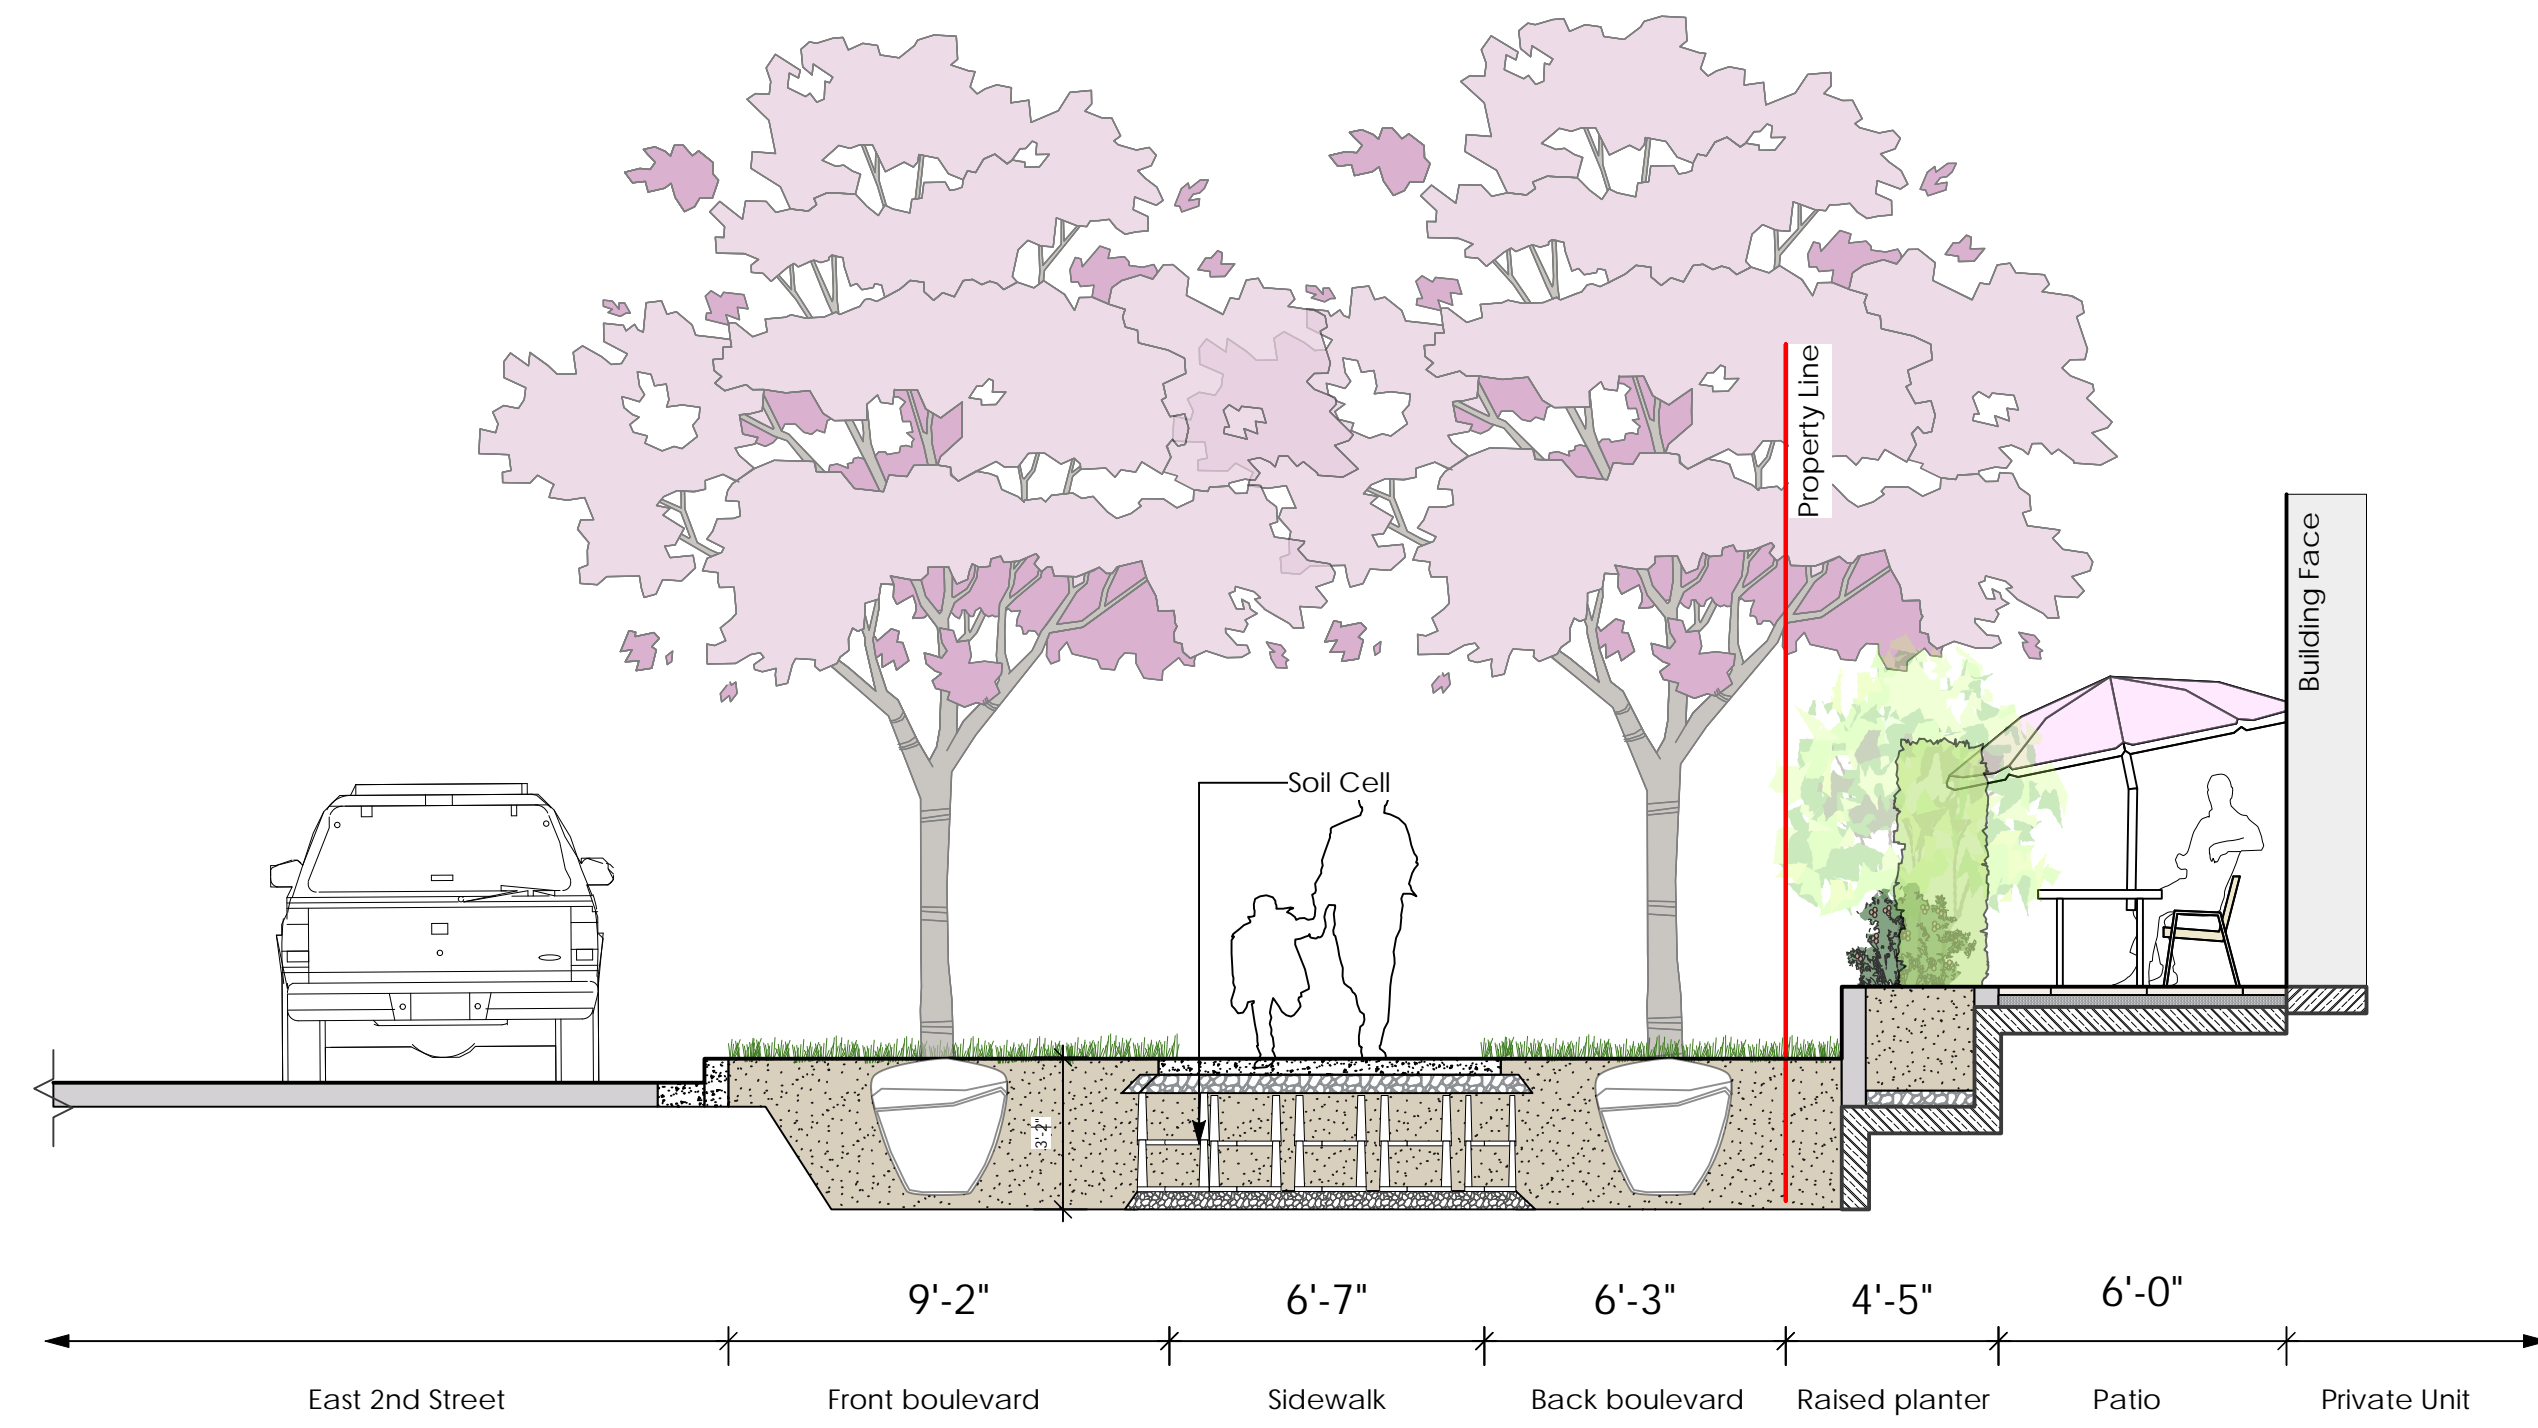 Property Line
Building Face
Soil Cell
3'-2"
9'-2"
6'-7"
6'-3"
4'-5"
6'-0"
East 2nd Street
Front boulevard
Sidewalk
Back boulevard
Raised planter
Patio
Private Unit